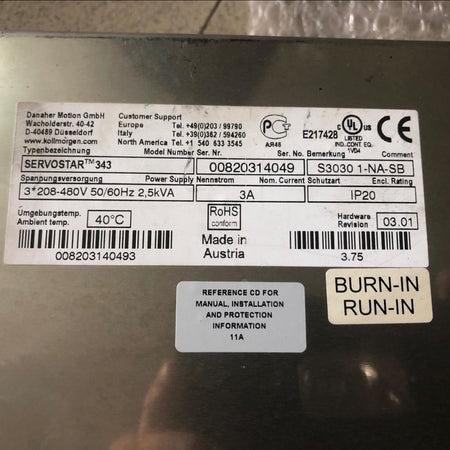 Danaher Motion GmbH
Wacholderstr. 40-42
D-40489 Düsseldorf
www.kollmorgen.com
Customer Support
Europe Tel. +49(0)203 / 99790
Italy Tel. +39(0)362 / 594260
North America Tel. +1 540 633 3545
PC
AR46
E217428
UL
C US
LISTED
IND. CONT. EQ.
1VD4
CE
Typenbezeichnung Model Number Ser. Nr. Ser. No. Bemerkung Comment
SERVOSTAR™ 343 00820314049 S3030 1-NA-SB
Spannungsversorgung Power Supply Nennstrom Nom. Current Schutzart Encl. Rating
3*208-480V 50/60Hz 2,5kVA 3A IP20
Umgebungstemp.
Ambient temp. 40°C
RoHS
conform
Hardware
Revision 03.01
008203140493
Made in
Austria
3.75
REFERENCE CD FOR
MANUAL, INSTALLATION
AND PROTECTION
INFORMATION
11A
BURN-IN
RUN-IN